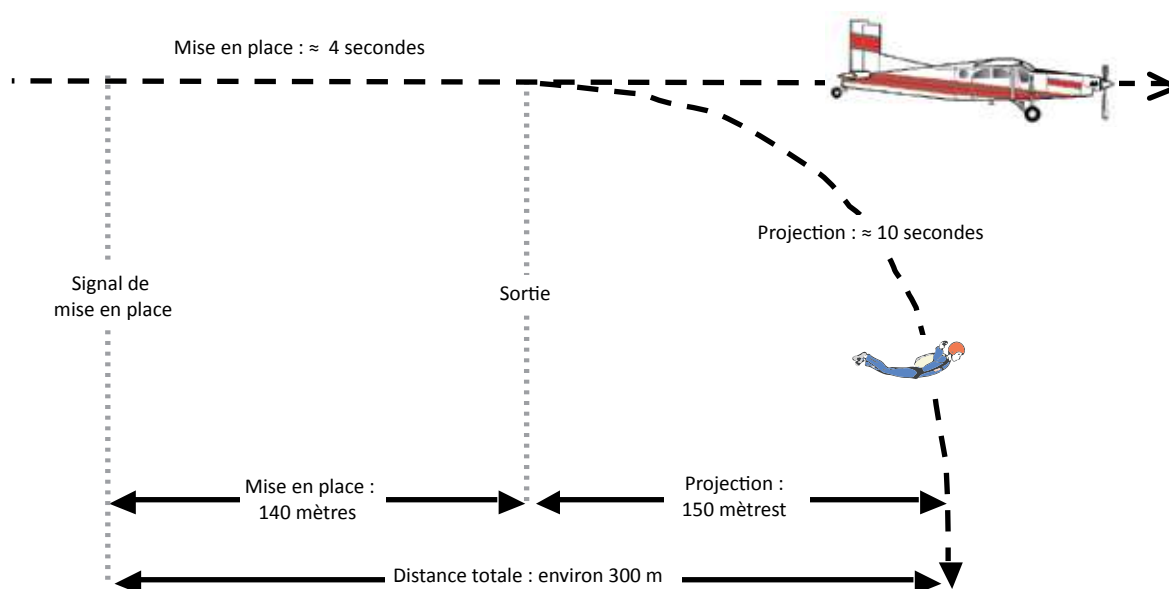 Mise en place : ≈ 4 secondes
Projection : ≈ 10 secondes
Signal de
mise en place
Sortie
Mise en place :
140 mètres
Projection :
150 mètrest
Distance totale : environ 300 m